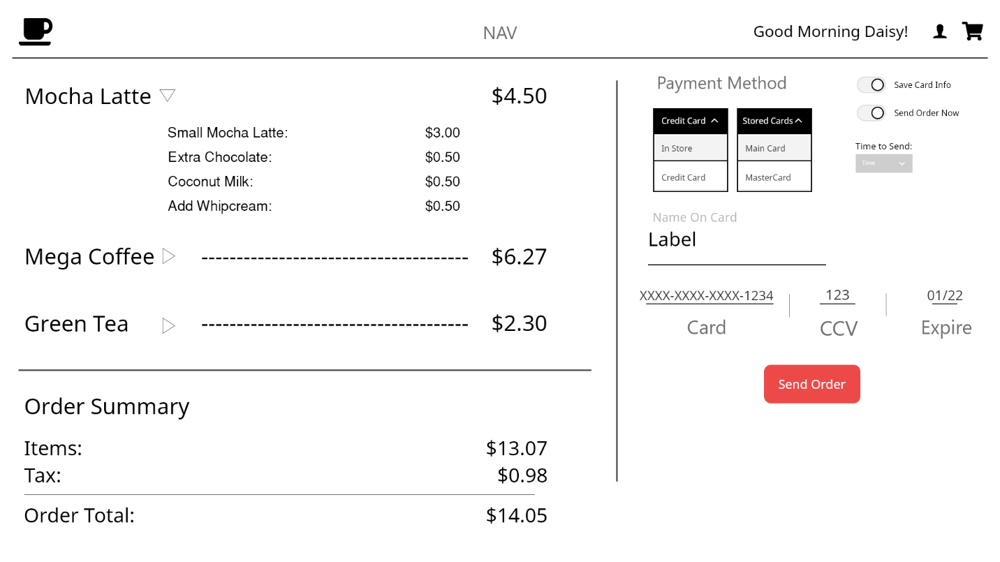 NAV
Good Morning Daisy!
Mocha Latte $4.50
Small Mocha Latte: $3.00
Extra Chocolate: $0.50
Coconut Milk: $0.50
Add Whipcream: $0.50
Mega Coffee -------------------------------------- $6.27
Green Tea -------------------------------------- $2.30
Order Summary
Items: $13.07
Tax: $0.98
Order Total: $14.05
Payment Method
Credit Card
In Store
Credit Card
Stored Cards
Main Card
MasterCard
Save Card Info
Send Order Now
Time to Send:
Time
Name On Card
Label
XXXX-XXXX-XXXX-1234
Card
123
CCV
01/22
Expire
Send Order